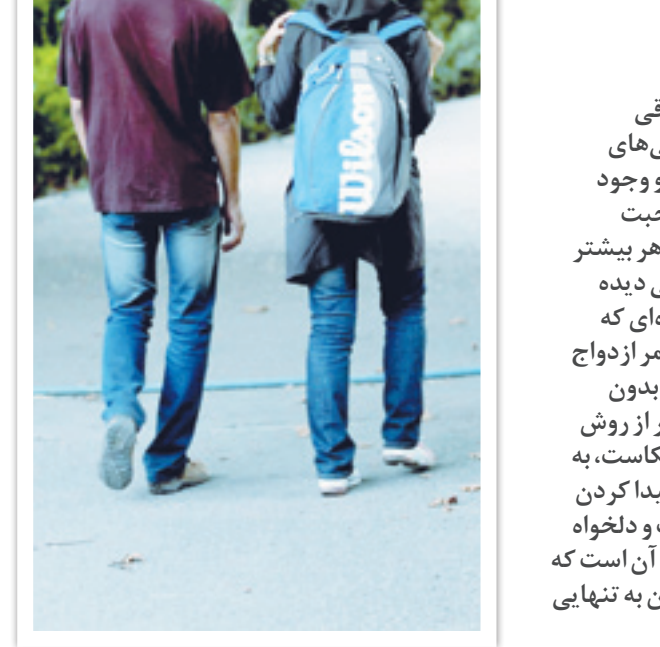 Wilson
قی
ی‌های
و وجود
حبت
هر بیشتر
ی دیده
ه‌ای که
مر ازدواج
بدون
ر از روش
کاست، به
یدا کردن
و دلخواه
آن است که
ن به تنهایی